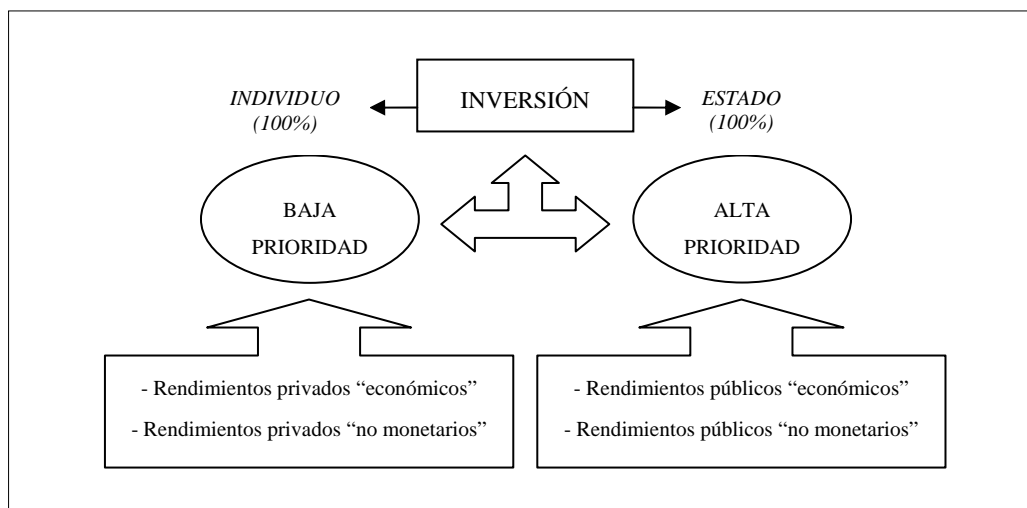 INVERSIÓN
INDIVIDUO
(100%)
ESTADO
(100%)
BAJA
PRIORIDAD
ALTA
PRIORIDAD
- Rendimientos privados “económicos”
- Rendimientos privados “no monetarios”
- Rendimientos públicos “económicos”
- Rendimientos públicos “no monetarios”